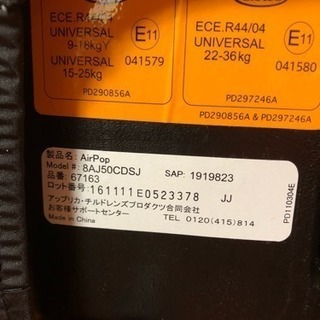 ECE.R44/03
UNIVERSAL
9-18kg Y
UNIVERSAL
15-25kg
E11
041579
PD290856A
ECE.R44/04
UNIVERSAL
22-36kg
E11
041580
PD297246A
PD290856A & PD297246A
製品名: AirPop
Model #: 8AJ50CDSJ SAP: 1919823
品番: 67163
ロット番号: 161111E0523378 JJ
アップリカ・チルドレンズプロダクツ合同会社
お客様サポートセンター TEL 0120(415)814
Made in China
PD110304E